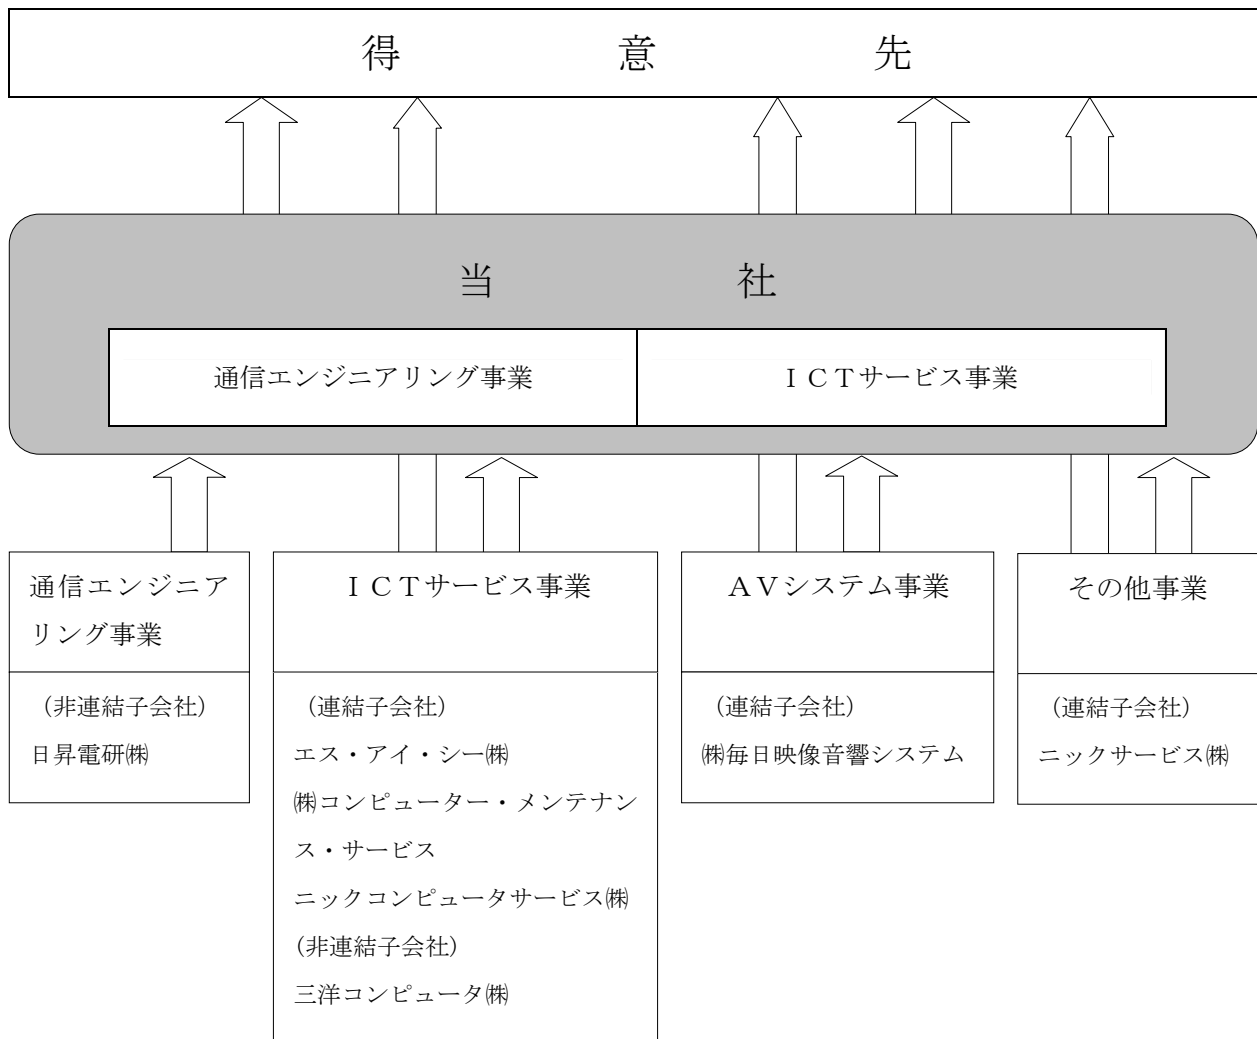 得意先
当社
通信エンジニアリング事業
ＩＣＴサービス事業
通信エンジニア
リング事業
（非連結子会社）
日昇電研㈱
ＩＣＴサービス事業
（連結子会社）
エス・アイ・シー㈱
㈱コンピューター・メンテナン
ス・サービス
ニックコンピュータサービス㈱
（非連結子会社）
三洋コンピュータ㈱
ＡＶシステム事業
（連結子会社）
㈱毎日映像音響システム
その他事業
（連結子会社）
ニックサービス㈱